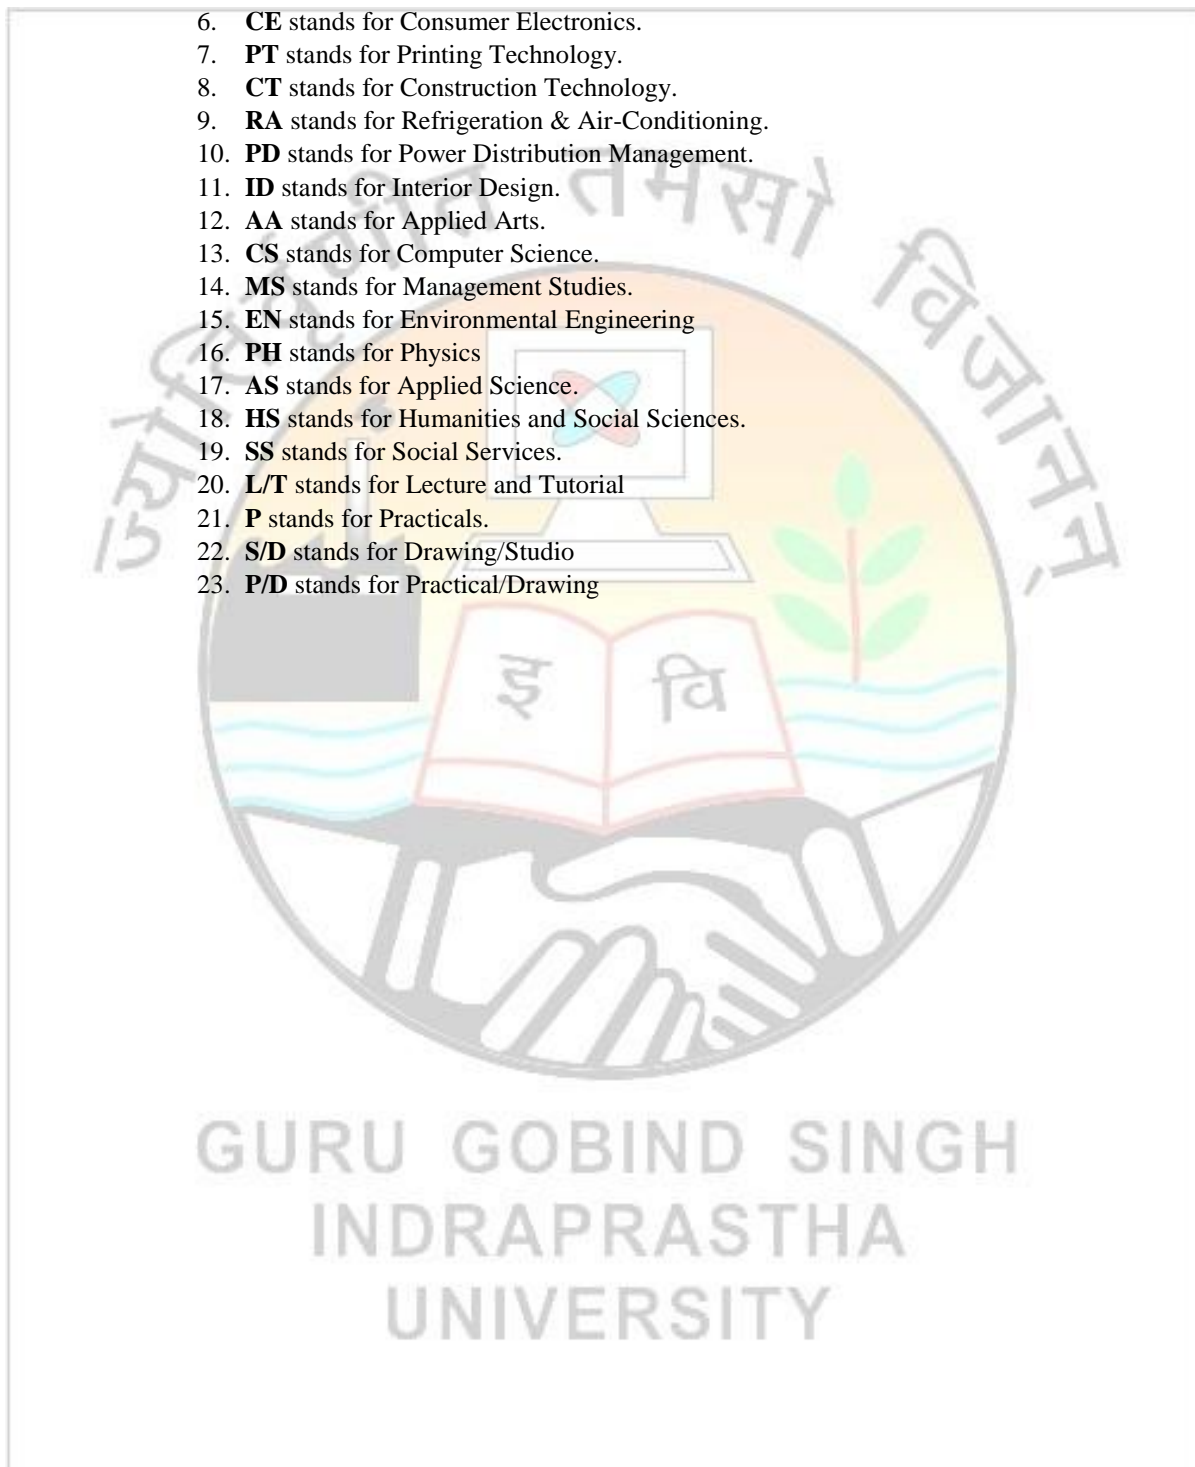 6. CE stands for Consumer Electronics.
7. PT stands for Printing Technology.
8. CT stands for Construction Technology.
9. RA stands for Refrigeration & Air-Conditioning.
10. PD stands for Power Distribution Management.
11. ID stands for Interior Design.
12. AA stands for Applied Arts.
13. CS stands for Computer Science.
14. MS stands for Management Studies.
15. EN stands for Environmental Engineering
16. PH stands for Physics
17. AS stands for Applied Science.
18. HS stands for Humanities and Social Sciences.
19. SS stands for Social Services.
20. L/T stands for Lecture and Tutorial
21. P stands for Practicals.
22. S/D stands for Drawing/Studio
23. P/D stands for Practical/Drawing
ज्योतिर्वृणीत तमसो विजानन्
इ वि
GURU GOBIND SINGH
INDRAPRASTHA
UNIVERSITY